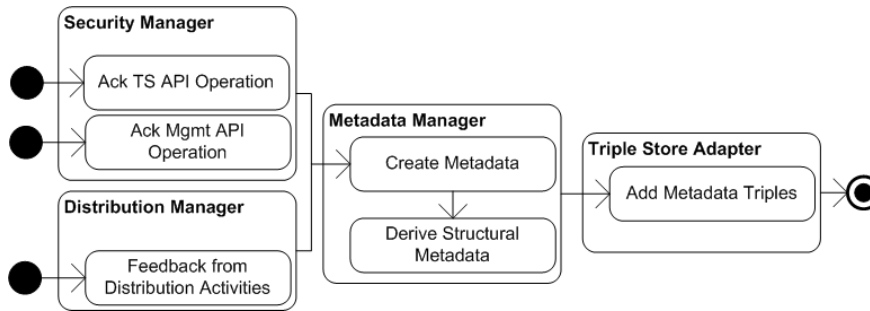 Security Manager
Ack TS API Operation
Ack Mgmt API
Operation
Distribution Manager
Feedback from
Distribution Activities
Metadata Manager
Create Metadata
Derive Structural
Metadata
Triple Store Adapter
Add Metadata Triples